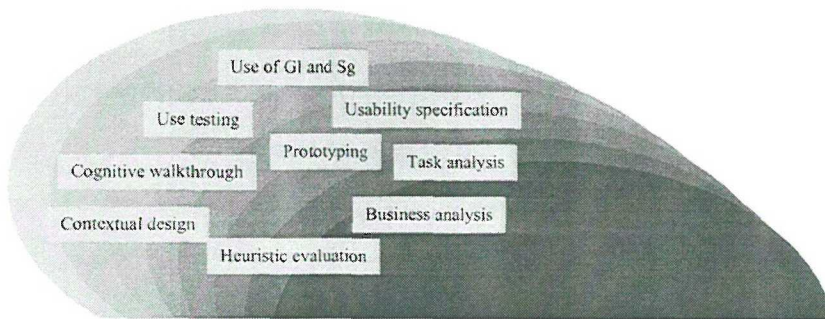 Use of Gl and Sg
Usability specification
Use testing
Prototyping
Task analysis
Cognitive walkthrough
Business analysis
Contextual design
Heuristic evaluation